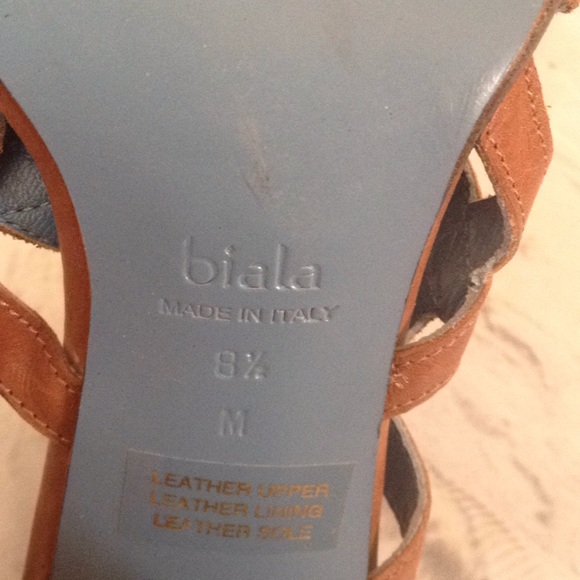 biala
MADE IN ITALY
8½
M
LEATHER UPPER
LEATHER LINING
LEATHER SOLE